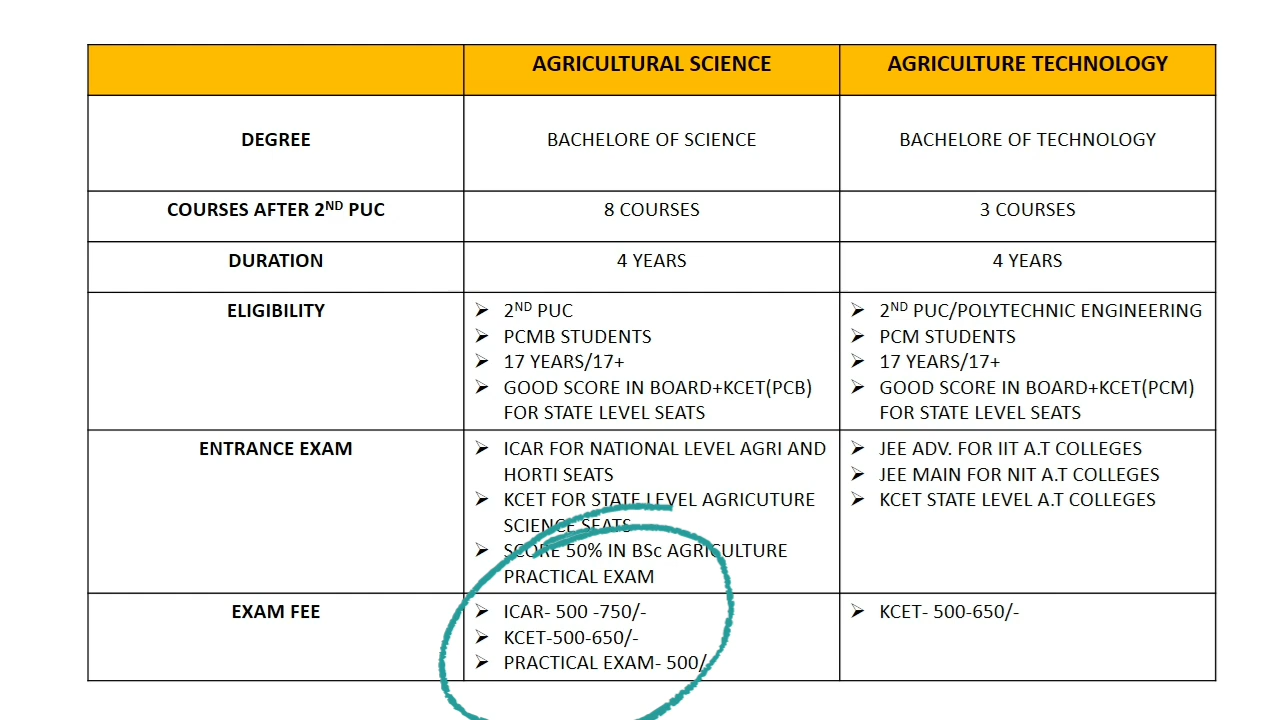 AGRICULTURAL SCIENCE AGRICULTURE TECHNOLOGY
DEGREE BACHELORE OF SCIENCE BACHELORE OF TECHNOLOGY
COURSES AFTER 2ND PUC 8 COURSES 3 COURSES
DURATION 4 YEARS 4 YEARS
ELIGIBILITY
➢ 2ND PUC
➢ PCMB STUDENTS
➢ 17 YEARS/17+
➢ GOOD SCORE IN BOARD+KCET(PCB)
FOR STATE LEVEL SEATS
➢ 2ND PUC/POLYTECHNIC ENGINEERING
➢ PCM STUDENTS
➢ 17 YEARS/17+
➢ GOOD SCORE IN BOARD+KCET(PCM)
FOR STATE LEVEL SEATS
ENTRANCE EXAM
➢ ICAR FOR NATIONAL LEVEL AGRI AND
HORTI SEATS
➢ KCET FOR STATE LEVEL AGRICUTURE
SCIENCE SEATS
➢ SCORE 50% IN BSc AGRICULTURE
PRACTICAL EXAM
➢ JEE ADV. FOR IIT A.T COLLEGES
➢ JEE MAIN FOR NIT A.T COLLEGES
➢ KCET STATE LEVEL A.T COLLEGES
EXAM FEE
➢ ICAR- 500 -750/-
➢ KCET-500-650/-
➢ PRACTICAL EXAM- 500/
➢ KCET- 500-650/-